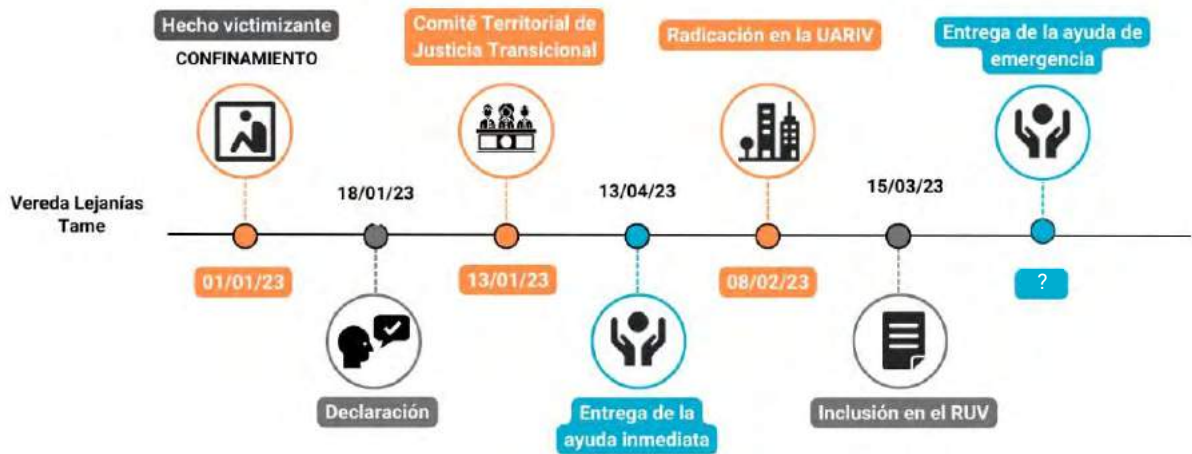 Hecho victimizante
CONFINAMIENTO
Comité Territorial de
Justicia Transicional
Radicación en la UARIV
Entrega de la ayuda de
emergencia
Vereda Lejanías
Tame
18/01/23
13/04/23
15/03/23
01/01/23
13/01/23
08/02/23
?
Declaración
Entrega de la
ayuda inmediata
Inclusión en el RUV